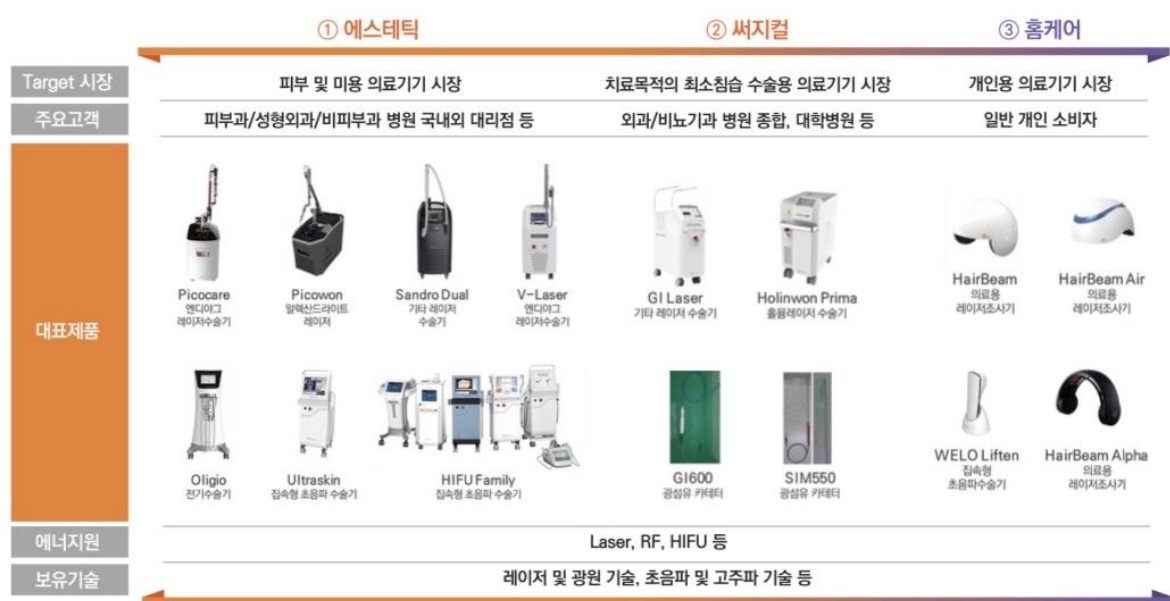 ① 에스테틱
② 써지컬
③ 홈케어
Target 시장
피부 및 미용 의료기기 시장
치료목적의 최소침습 수술용 의료기기 시장
개인용 의료기기 시장
주요고객
피부과/성형외과/비피부과 병원 국내외 대리점 등
외과/비뇨기과 병원 종합, 대학병원 등
일반 개인 소비자
대표제품
Picocare
엔디야그
레이저수술기
Picowon
알렉산드라이트
레이저
Sandro Dual
기타 레이저
수술기
V-Laser
엔디야그
레이저수술기
GI Laser
기타 레이저 수술기
Holinwon Prima
홀뮴레이저 수술기
HairBeam
의료용
레이저조사기
HairBeam Air
의료용
레이저조사기
Oligio
전기수술기
Ultraskin
집속형 초음파 수술기
HIFU Family
집속형 초음파 수술기
GI600
광섬유 카테터
SIM550
광섬유 카테터
WELO Liften
집속형
초음파수술기
HairBeam Alpha
의료용
레이저조사기
에너지원
Laser, RF, HIFU 등
보유기술
레이저 및 광원 기술, 초음파 및 고주파 기술 등